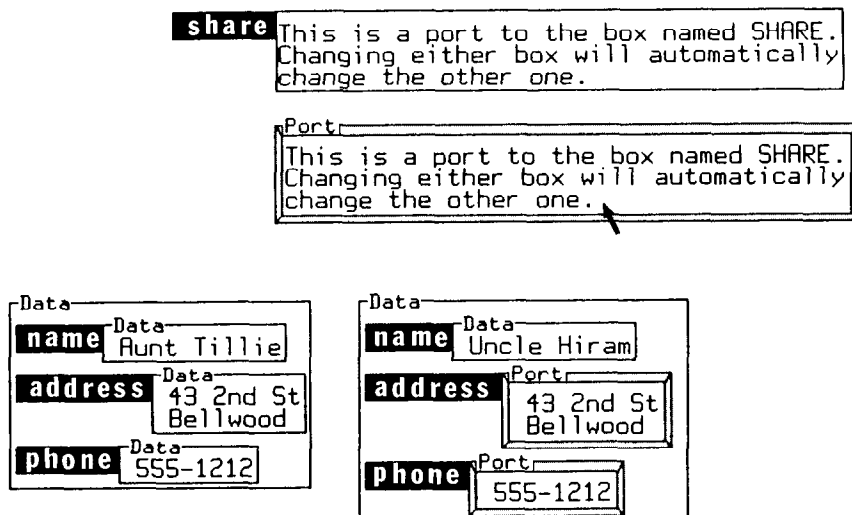 share
This is a port to the box named SHARE.
Changing either box will automatically
change the other one.
Port
This is a port to the box named SHARE.
Changing either box will automatically
change the other one.
Data
name
Data
Aunt Tillie
address
Data
43 2nd St
Bellwood
phone
Data
555-1212
Data
name
Data
Uncle Hiram
address
Port
43 2nd St
Bellwood
phone
Port
555-1212